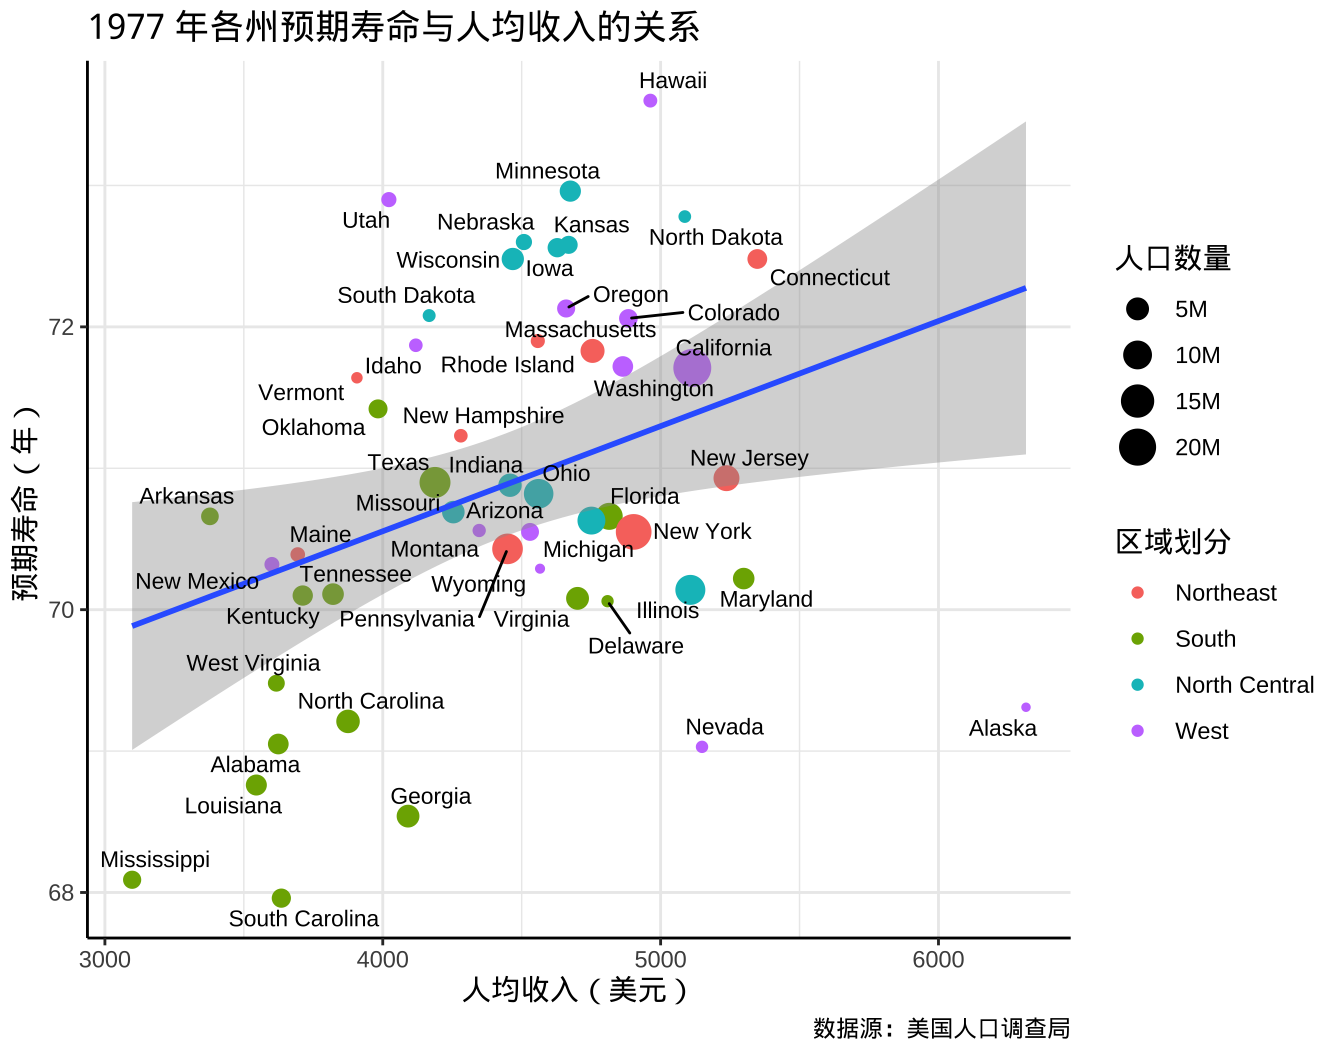 1977 年各州预期寿命与人均收入的关系
Hawaii
Minnesota
Utah
Nebraska
Kansas
North Dakota
Wisconsin
Iowa
Connecticut
South Dakota
Oregon
Colorado
Massachusetts
California
Idaho
Rhode Island
Washington
Vermont
New Hampshire
Oklahoma
Texas
Indiana
Ohio
New Jersey
Arkansas
Missouri
Arizona
Florida
New York
Maine
Montana
Michigan
New Mexico
Tennessee
Wyoming
Kentucky
Pennsylvania
Virginia
Illinois
Maryland
Delaware
West Virginia
North Carolina
Nevada
Alaska
Alabama
Louisiana
Georgia
Mississippi
South Carolina
72
70
68
预期寿命（年）
3000
4000
5000
6000
人均收入（美元）
人口数量
5M
10M
15M
20M
区域划分
Northeast
South
North Central
West
数据源：美国人口调查局